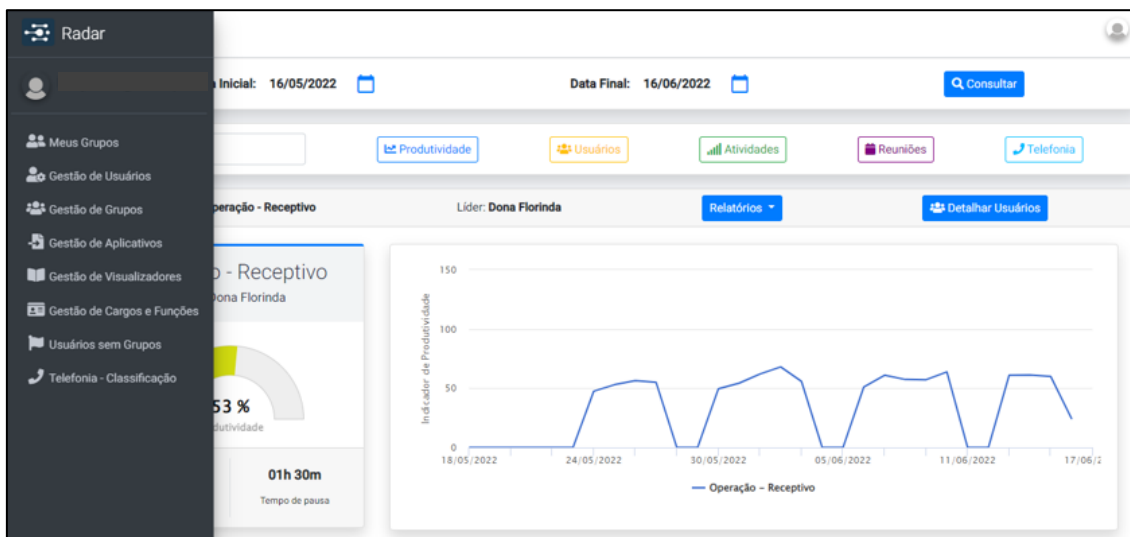 Radar
Inicial: 16/05/2022
Data Final: 16/06/2022
Consultar
Meus Grupos
Gestão de Usuários
Gestão de Grupos
Gestão de Aplicativos
Gestão de Visualizadores
Gestão de Cargos e Funções
Usuários sem Grupos
Telefonia - Classificação
Produtividade
Usuários
Atividades
Reuniões
Telefonia
peração - Receptivo
Líder: Dona Florinda
Relatórios
Detalhar Usuários
- Receptivo
Dona Florinda
53 %
dutividade
01h 30m
Tempo de pausa
Indicador de Produtividade
150
100
50
0
18/05/2022 24/05/2022 30/05/2022 05/06/2022 11/06/2022 17/06/2
Operação – Receptivo